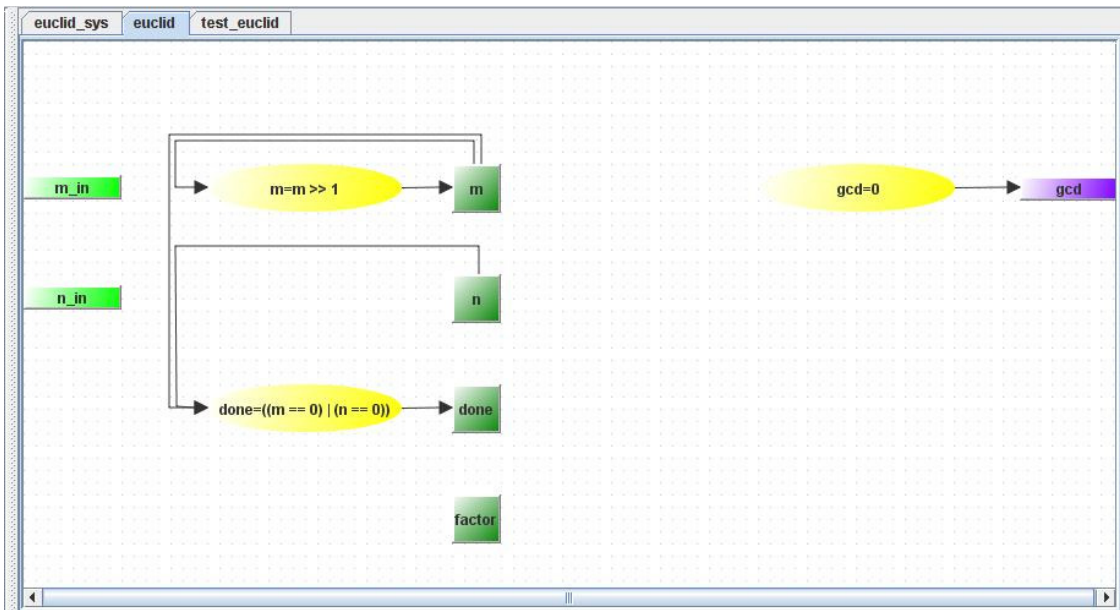 euclid_sys euclid test_euclid
m_in m=m >> 1 m gcd=0 gcd
n_in n
done=((m == 0) | (n == 0)) done
factor